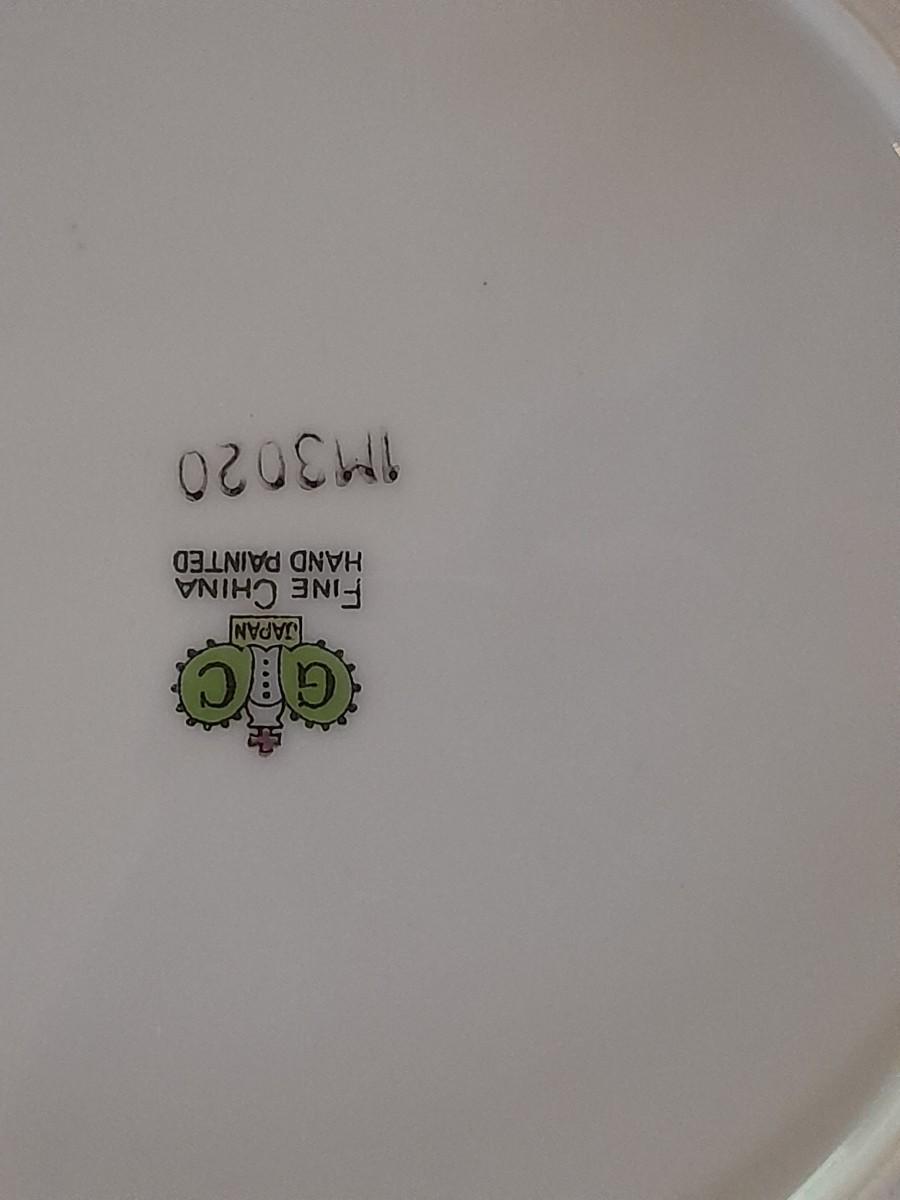 G C
JAPAN
FINE CHINA
HAND PAINTED
1M3020